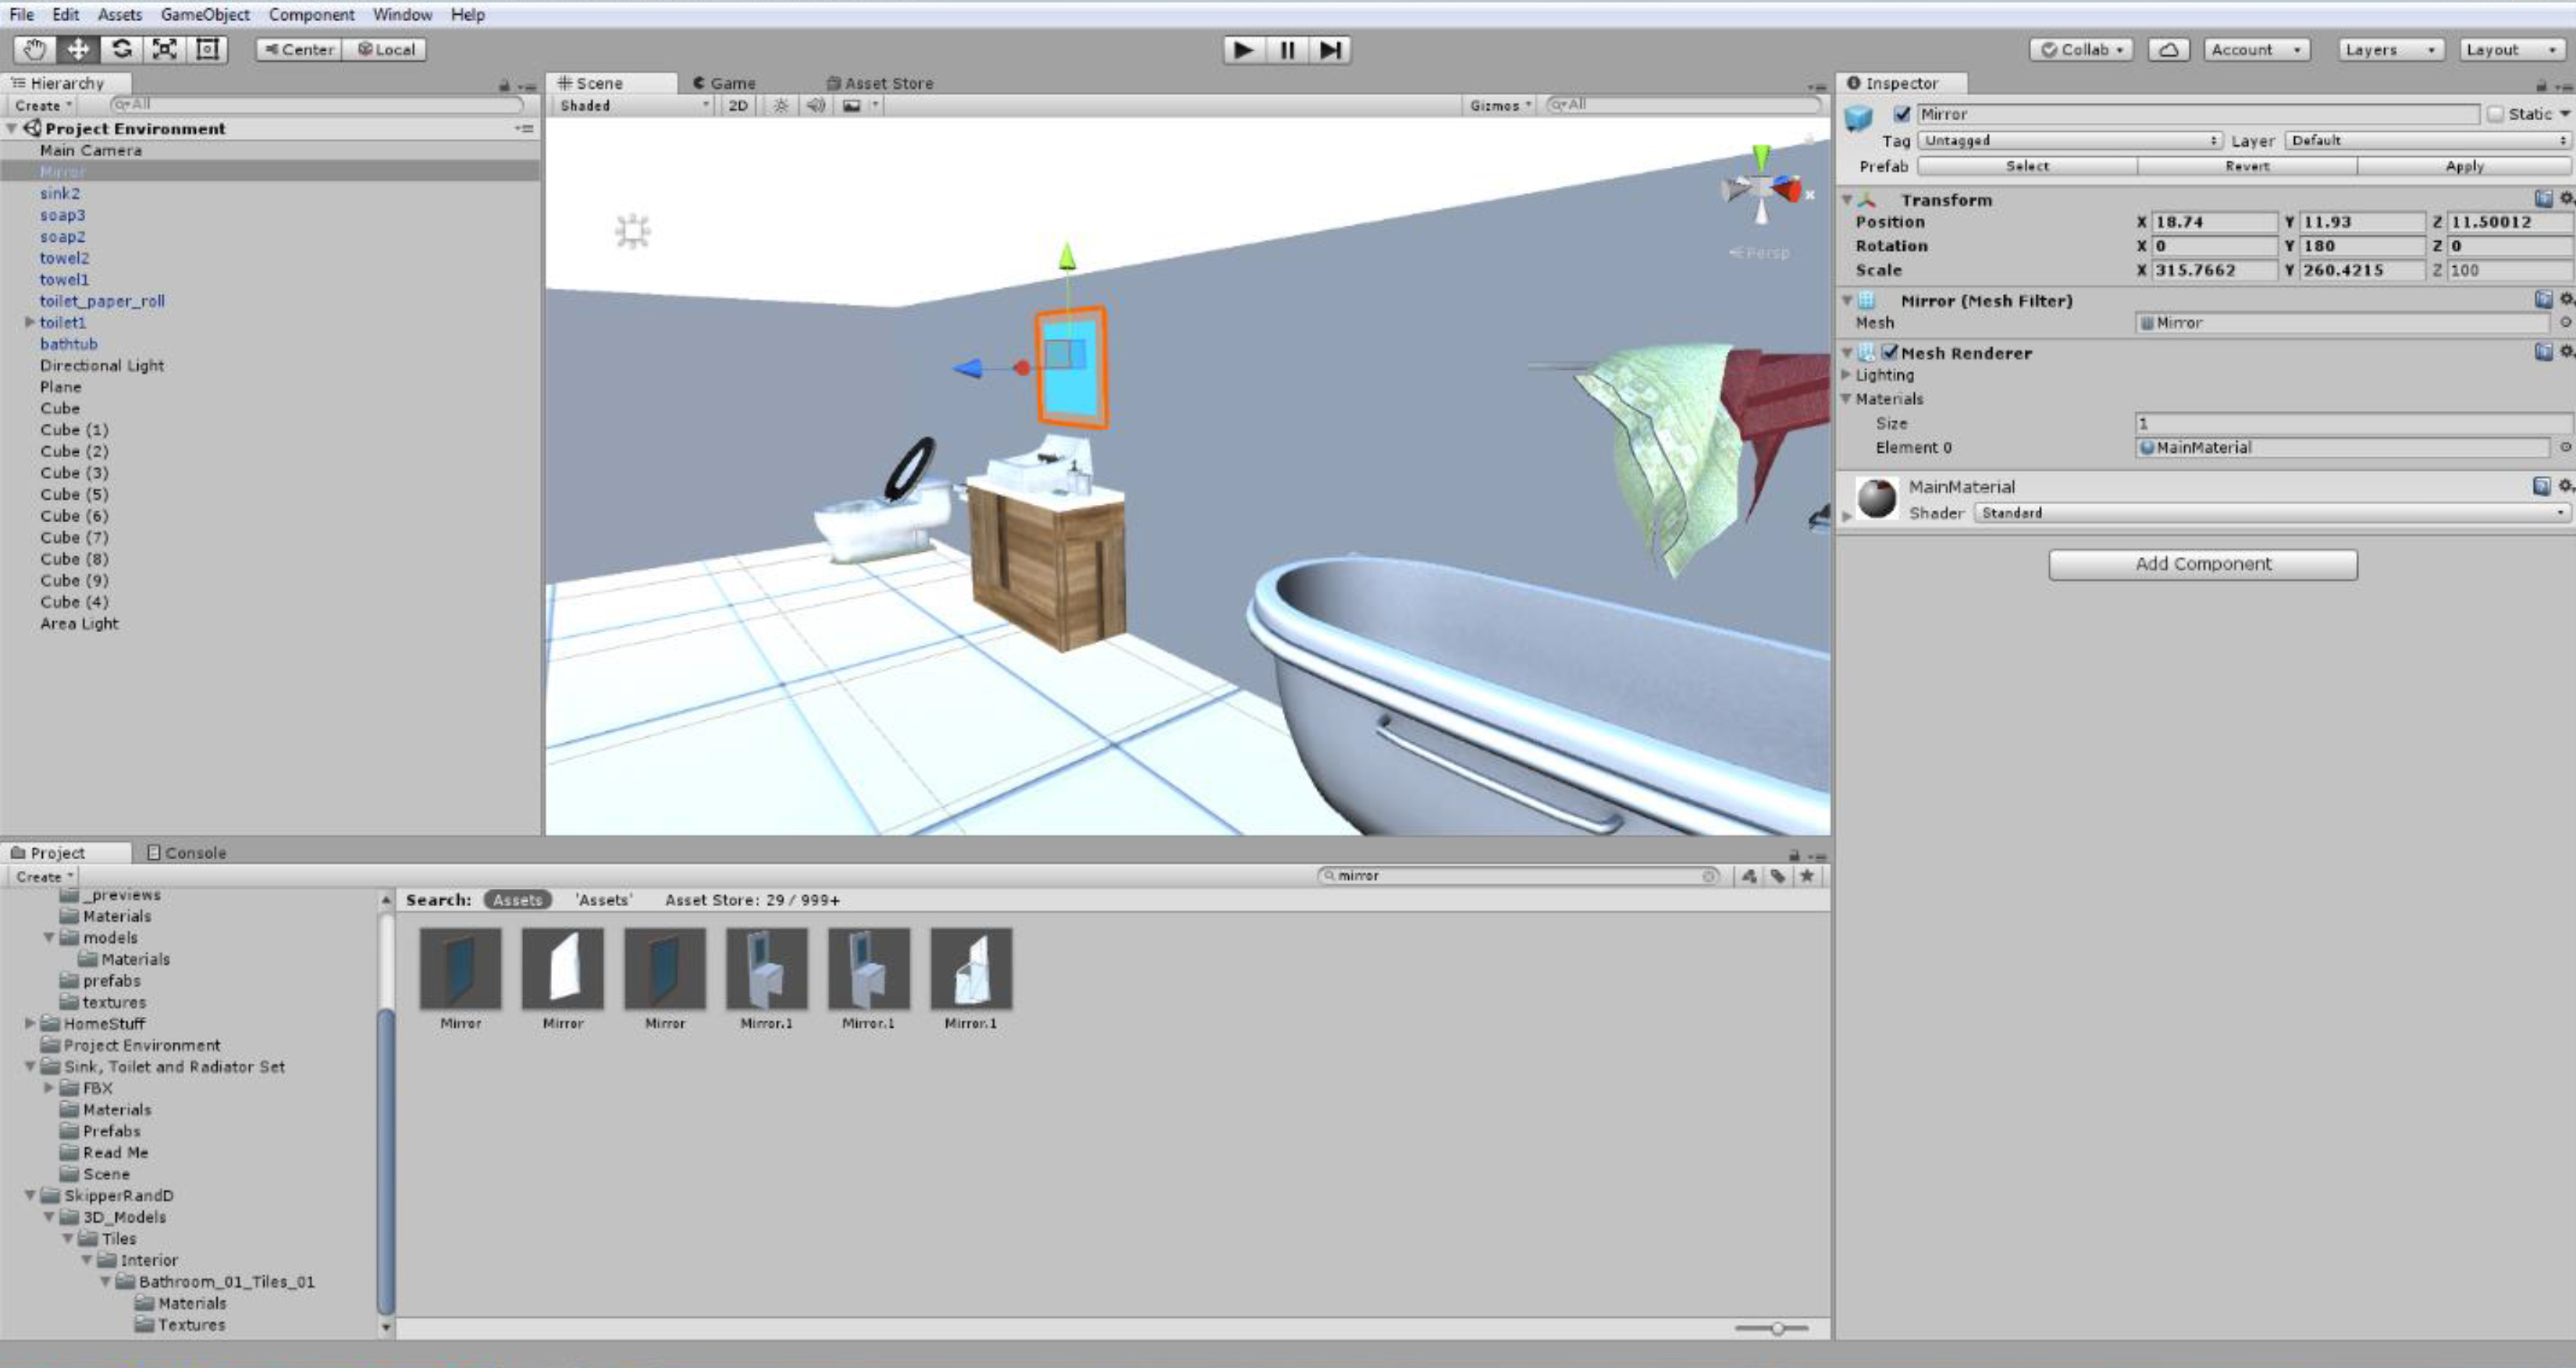 File Edit Assets GameObject Component Window Help
Center Local Collab Account Layers Layout
Hierarchy
Create All
Project Environment
Main Camera
Mirror
sink2
soap3
soap2
towel2
towel1
toilet_paper_roll
toilet1
bathtub
Directional Light
Plane
Cube
Cube (1)
Cube (2)
Cube (3)
Cube (5)
Cube (6)
Cube (7)
Cube (8)
Cube (9)
Cube (4)
Area Light
Scene Game Asset Store
Shaded 2D Gizmos All
x
Persp
Inspector
Mirror Static
Tag Untagged Layer Default
Prefab Select Revert Apply
Transform
Position X 18.74 Y 11.93 Z 11.50012
Rotation X 0 Y 180 Z 0
Scale X 315.7662 Y 260.4215 Z 100
Mirror (Mesh Filter)
Mesh Mirror
Mesh Renderer
Lighting
Materials
Size 1
Element 0 MainMaterial
MainMaterial
Shader Standard
Add Component
Project Console
Create mirror
_previews
Materials
models
Materials
prefabs
textures
HomeStuff
Project Environment
Sink, Toilet and Radiator Set
FBX
Materials
Prefabs
Read Me
Scene
SkipperRandD
3D_Models
Tiles
Interior
Bathroom_01_Tiles_01
Materials
Textures
Search: Assets 'Assets' Asset Store: 29 / 999+
Mirror Mirror Mirror Mirror.1 Mirror.1 Mirror.1